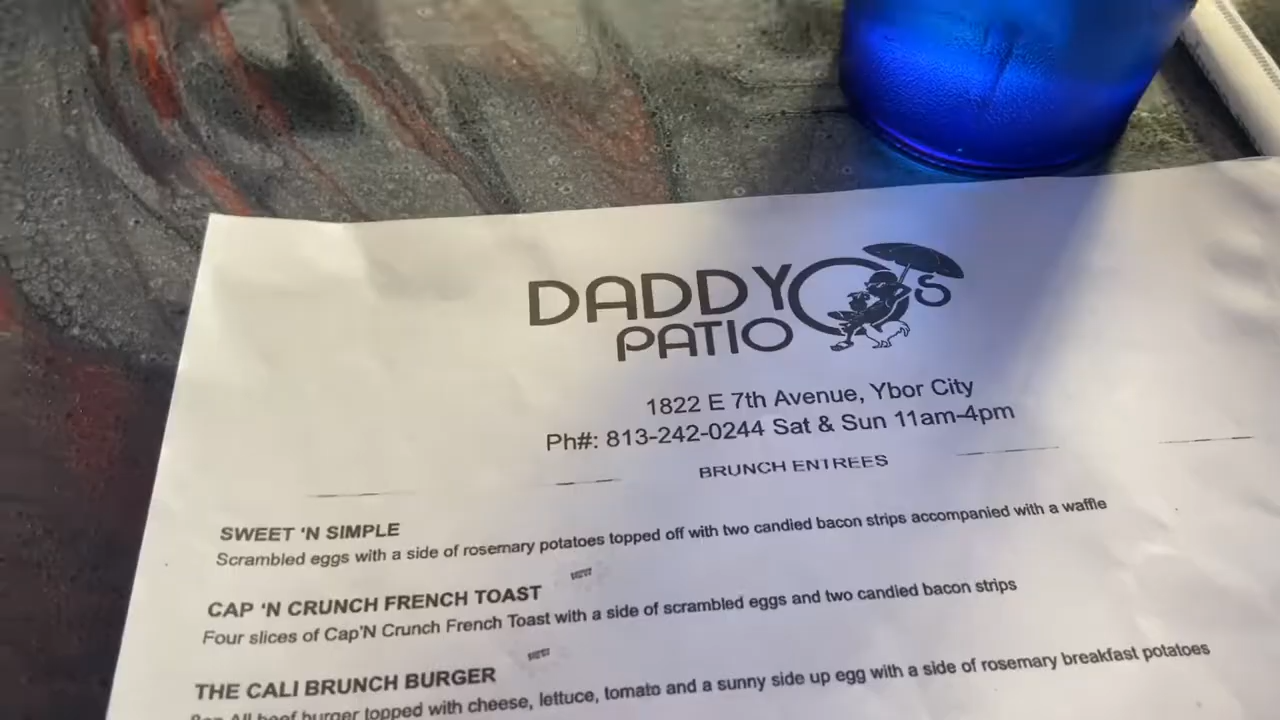 DADDYO's
PATIO
1822 E 7th Avenue, Ybor City
Ph#: 813-242-0244 Sat & Sun 11am-4pm
BRUNCH ENTREES
SWEET 'N SIMPLE
Scrambled eggs with a side of rosemary potatoes topped off with two candied bacon strips accompanied with a waffle
CAP 'N CRUNCH FRENCH TOAST
Four slices of Cap'N Crunch French Toast with a side of scrambled eggs and two candied bacon strips
THE CALI BRUNCH BURGER
8oz All beef burger topped with cheese, lettuce, tomato and a sunny side up egg with a side of rosemary breakfast potatoes